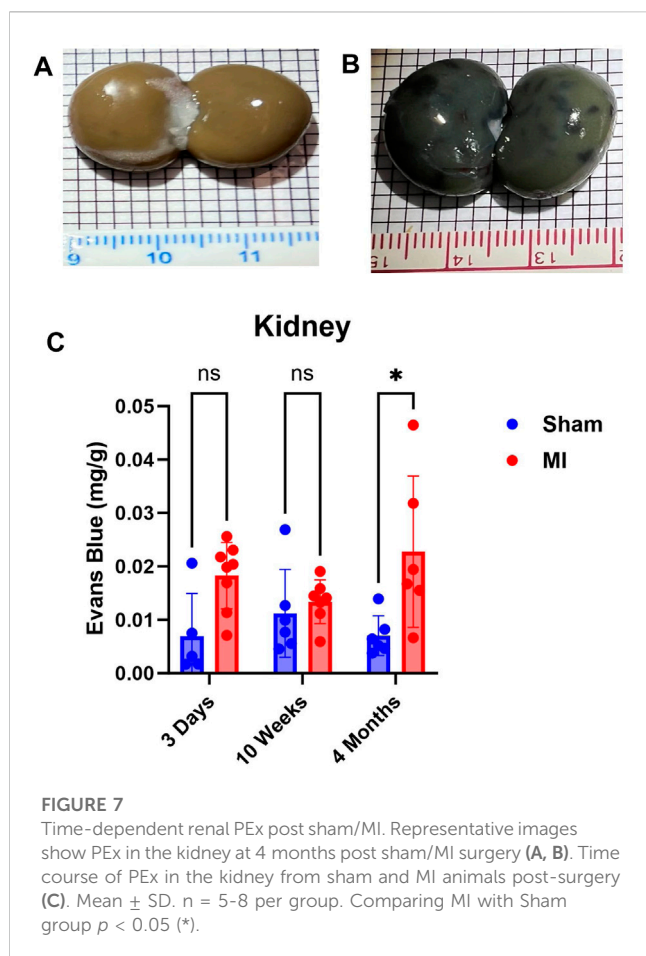 A
B
9 10 11
15 14 13 12
Kidney
C
ns ns *
0.05
0.04
0.03
0.02
0.01
0.00
Evans Blue (mg/g)
Sham
MI
3 Days
10 Weeks
4 Months
FIGURE 7
Time-dependent renal PEx post sham/MI. Representative images
show PEx in the kidney at 4 months post sham/MI surgery (A, B). Time
course of PEx in the kidney from sham and MI animals post-surgery
(C). Mean ± SD. n = 5-8 per group. Comparing MI with Sham
group p < 0.05 (*).